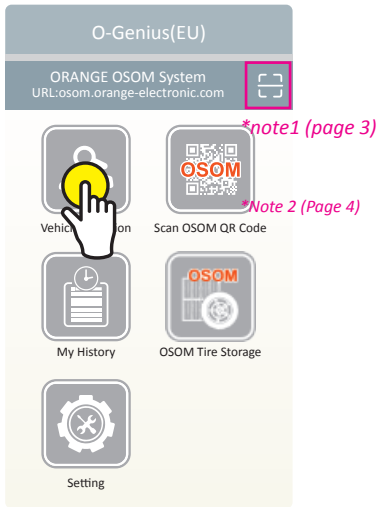 O-Genius(EU)
ORANGE OSOM System
URL:osom.orange-electronic.com
*note1 (page 3)
OSOM
*Note 2 (Page 4)
Scan OSOM QR Code
OSOM
My History
OSOM Tire Storage
Setting